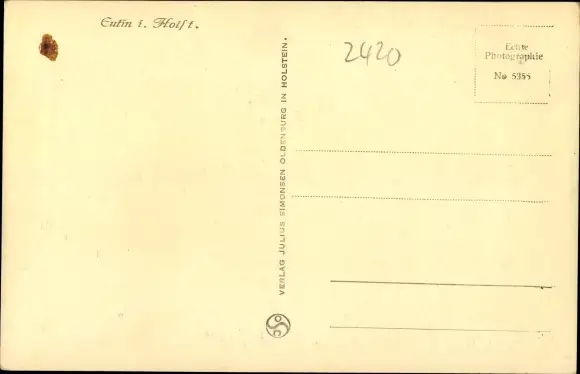 Eutin i. Holst.
2420
Echte
Photographie
No 5355
VERLAG JULIUS SIMONSEN OLDENBURG IN HOLSTEIN.